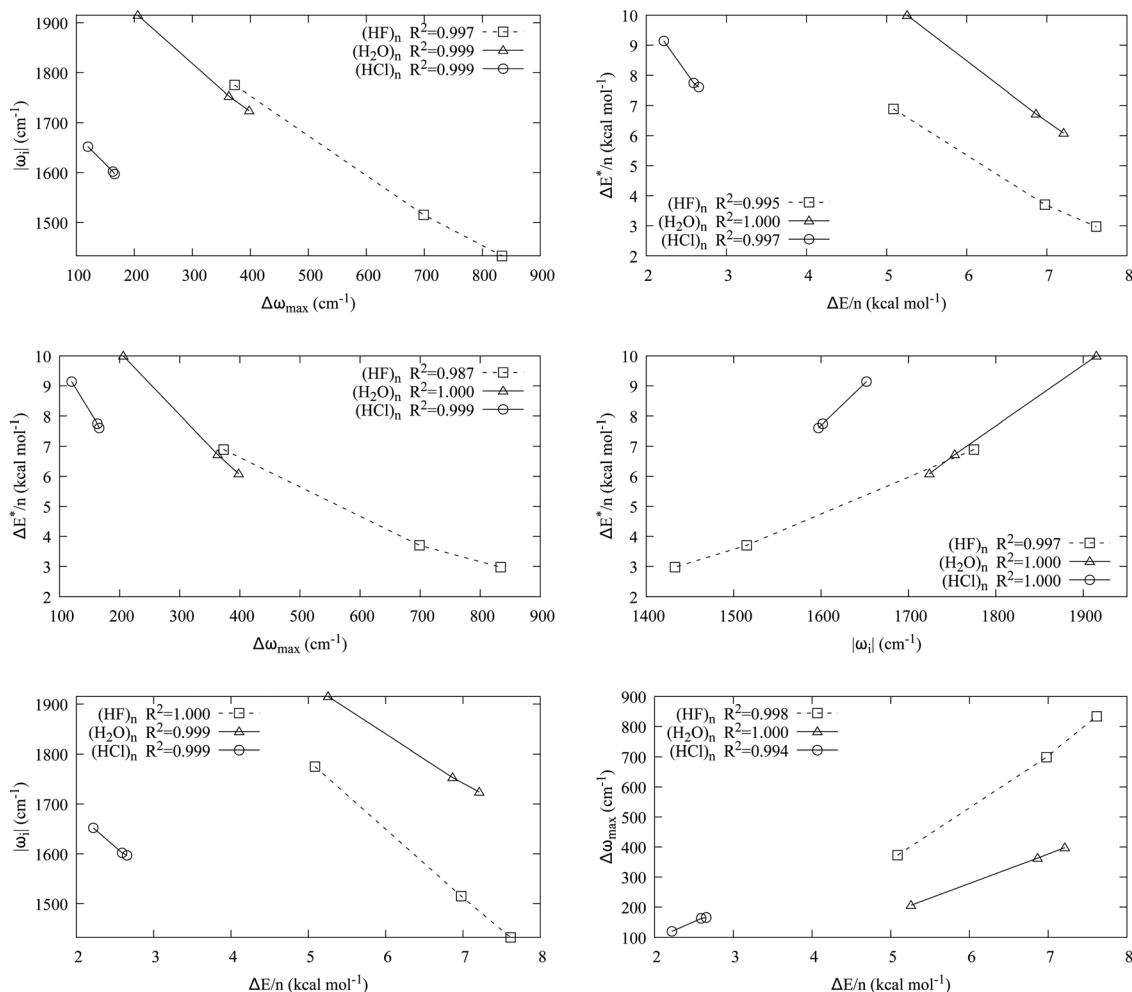 1900
1800
1700
1600
1500
|ωi| (cm-1)
(HF)n R2=0.997
(H2O)n R2=0.999
(HCl)n R2=0.999
100 200 300 400 500 600 700 800 900
Δωmax (cm-1)
10
9
8
7
6
5
4
3
2
ΔE*/n (kcal mol-1)
(HF)n R2=0.995
(H2O)n R2=1.000
(HCl)n R2=0.997
2 3 4 5 6 7 8
ΔE/n (kcal mol-1)
10
9
8
7
6
5
4
3
2
ΔE*/n (kcal mol-1)
(HF)n R2=0.987
(H2O)n R2=1.000
(HCl)n R2=0.999
100 200 300 400 500 600 700 800 900
Δωmax (cm-1)
10
9
8
7
6
5
4
3
2
ΔE*/n (kcal mol-1)
(HF)n R2=0.997
(H2O)n R2=1.000
(HCl)n R2=1.000
1400 1500 1600 1700 1800 1900
|ωi| (cm-1)
1900
1800
1700
1600
1500
|ωi| (cm-1)
(HF)n R2=1.000
(H2O)n R2=0.999
(HCl)n R2=0.999
2 3 4 5 6 7 8
ΔE/n (kcal mol-1)
900
800
700
600
500
400
300
200
100
Δωmax (cm-1)
(HF)n R2=0.998
(H2O)n R2=1.000
(HCl)n R2=0.994
2 3 4 5 6 7 8
ΔE/n (kcal mol-1)